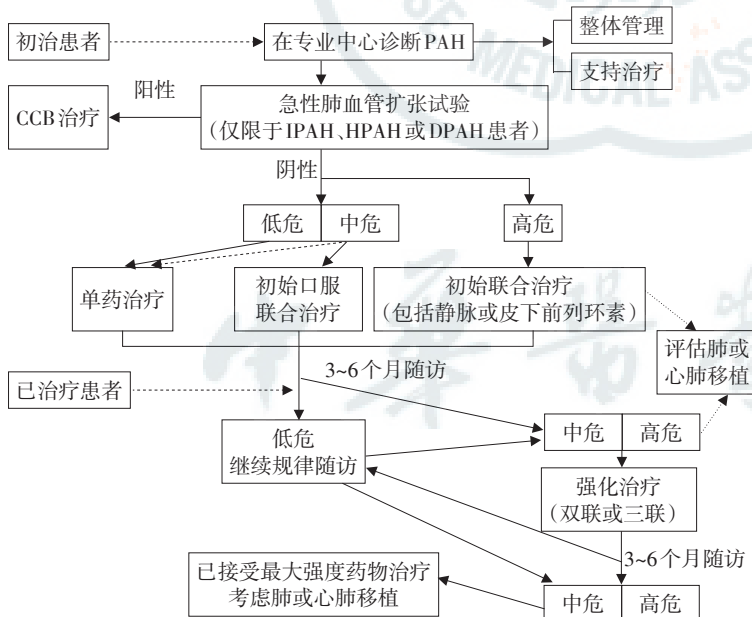 初治患者
在专业中心诊断PAH
整体管理
支持治疗
阳性
CCB治疗
急性肺血管扩张试验
（仅限于IPAH、HPAH或DPAH患者）
阴性
低危
中危
高危
单药治疗
初始口服
联合治疗
初始联合治疗
（包括静脉或皮下前列环素）
评估肺或
心肺移植
3~6个月随访
已治疗患者
低危
继续规律随访
中危
高危
强化治疗
（双联或三联）
3~6个月随访
已接受最大强度药物治疗
考虑肺或心肺移植
中危
高危
MEDICAL ASS